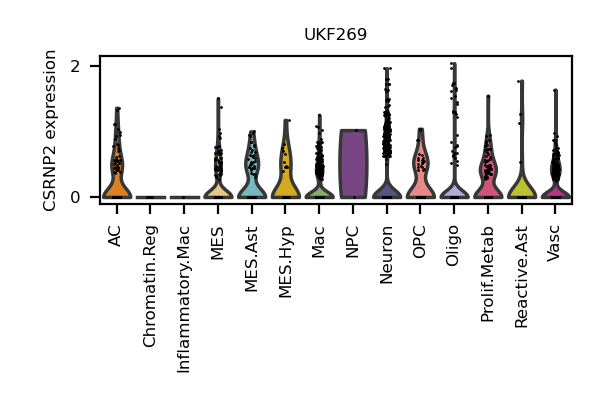 UKF269
CSRNP2 expression
2
0
AC
Chromatin.Reg
Inflammatory.Mac
MES
MES.Ast
MES.Hyp
Mac
NPC
Neuron
OPC
Oligo
Prolif.Metab
Reactive.Ast
Vasc